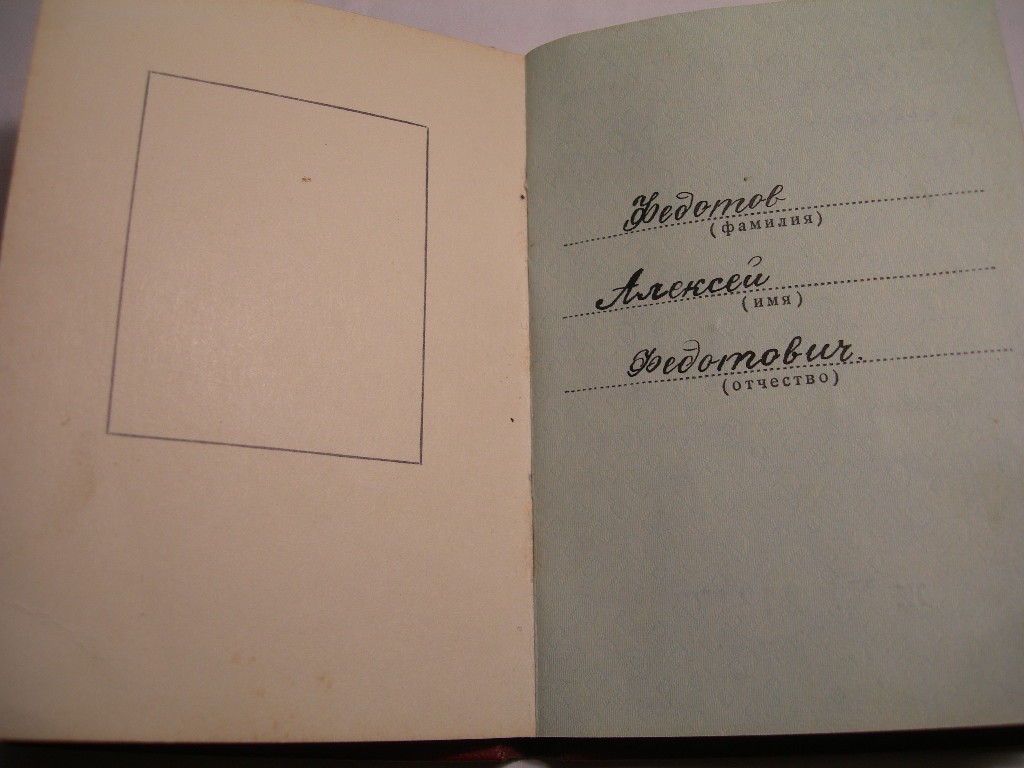 Федотов
(фамилия)
Алексей
(имя)
Федотович.
(отчество)